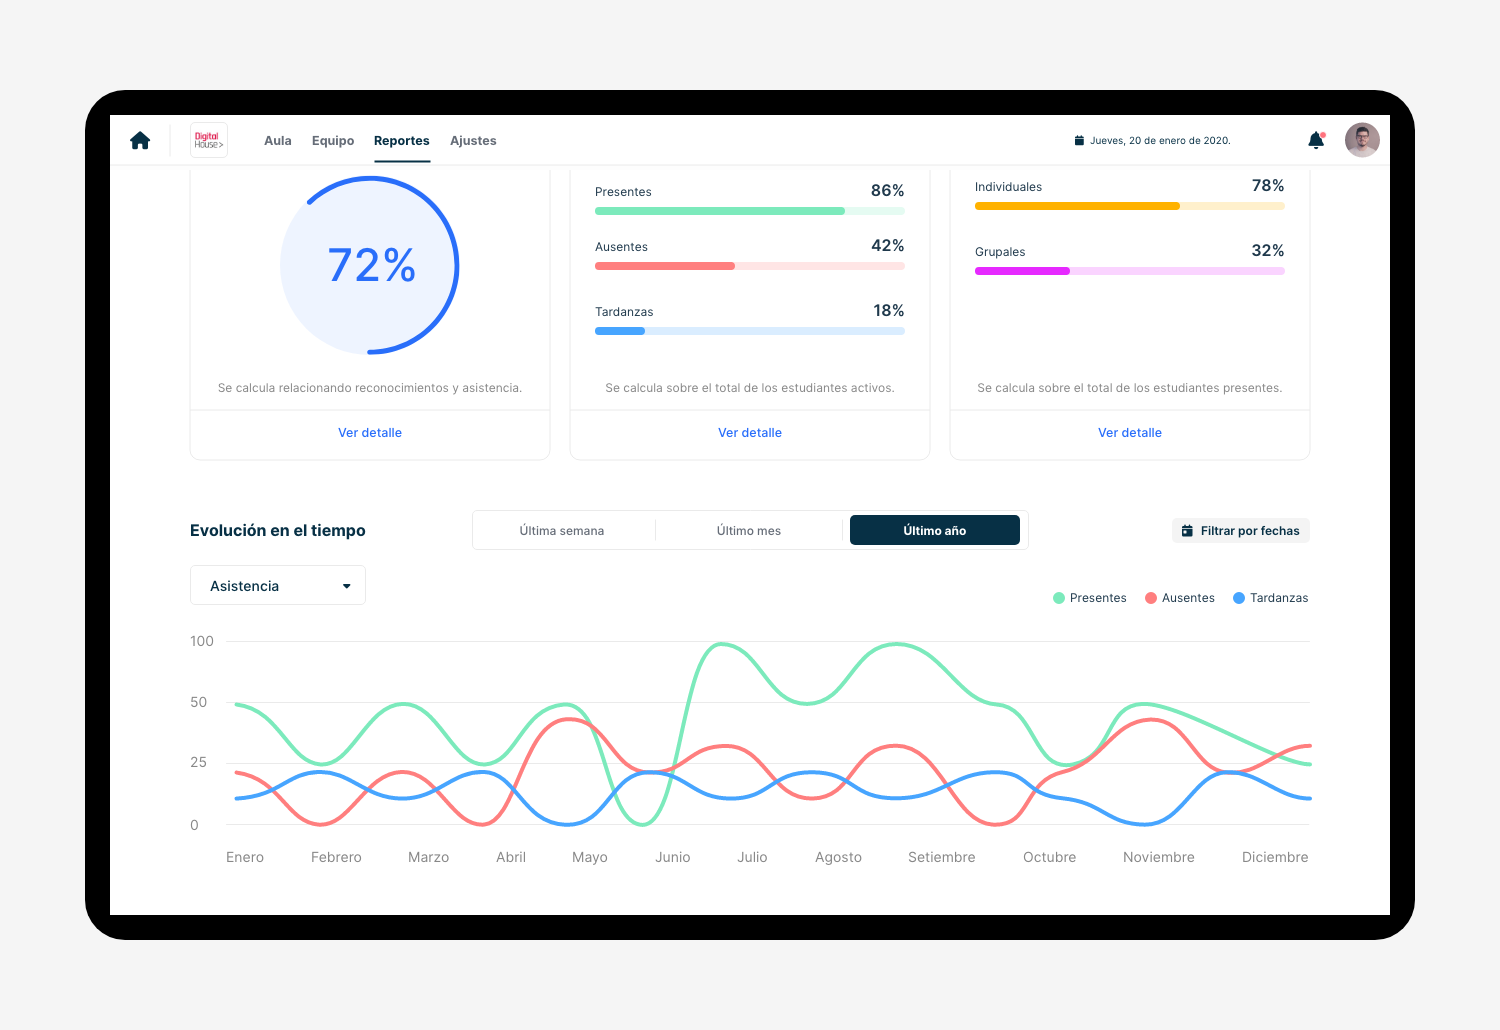 Digital
House>
Aula
Equipo
Reportes
Ajustes
Jueves, 20 de enero de 2020.
72%
Se calcula relacionando reconocimientos y asistencia.
Ver detalle
Presentes 86%
Ausentes 42%
Tardanzas 18%
Se calcula sobre el total de los estudiantes activos.
Ver detalle
Individuales 78%
Grupales 32%
Se calcula sobre el total de los estudiantes presentes.
Ver detalle
Evolución en el tiempo
Última semana
Último mes
Último año
Filtrar por fechas
Asistencia
Presentes
Ausentes
Tardanzas
100
50
25
0
Enero
Febrero
Marzo
Abril
Mayo
Junio
Julio
Agosto
Setiembre
Octubre
Noviembre
Diciembre